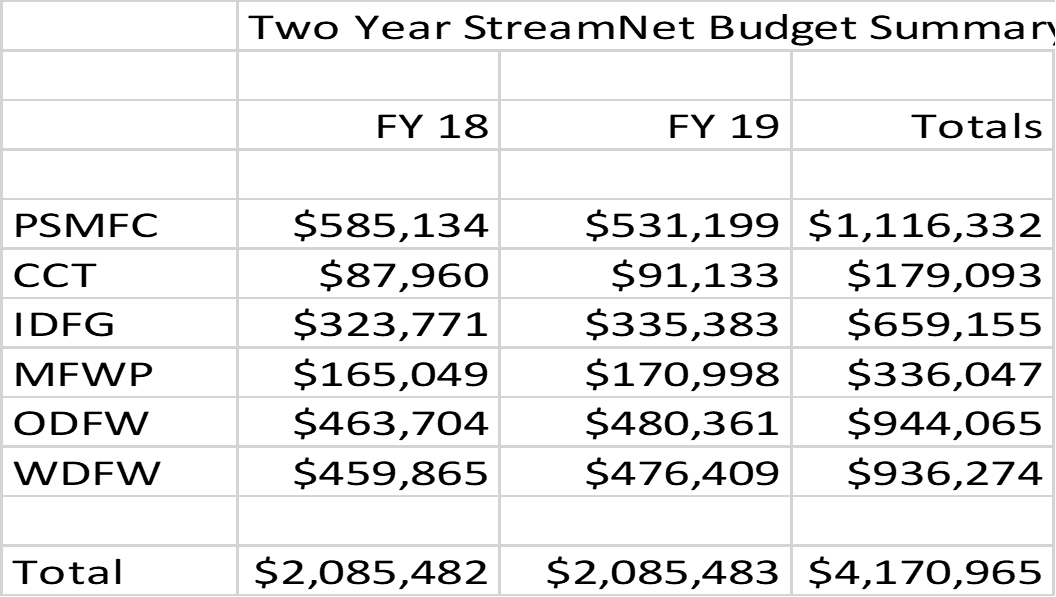 Two Year StreamNet Budget Summary
FY 18 FY 19 Totals
PSMFC $585,134 $531,199 $1,116,332
CCT $87,960 $91,133 $179,093
IDFG $323,771 $335,383 $659,155
MFWP $165,049 $170,998 $336,047
ODFW $463,704 $480,361 $944,065
WDFW $459,865 $476,409 $936,274
Total $2,085,482 $2,085,483 $4,170,965